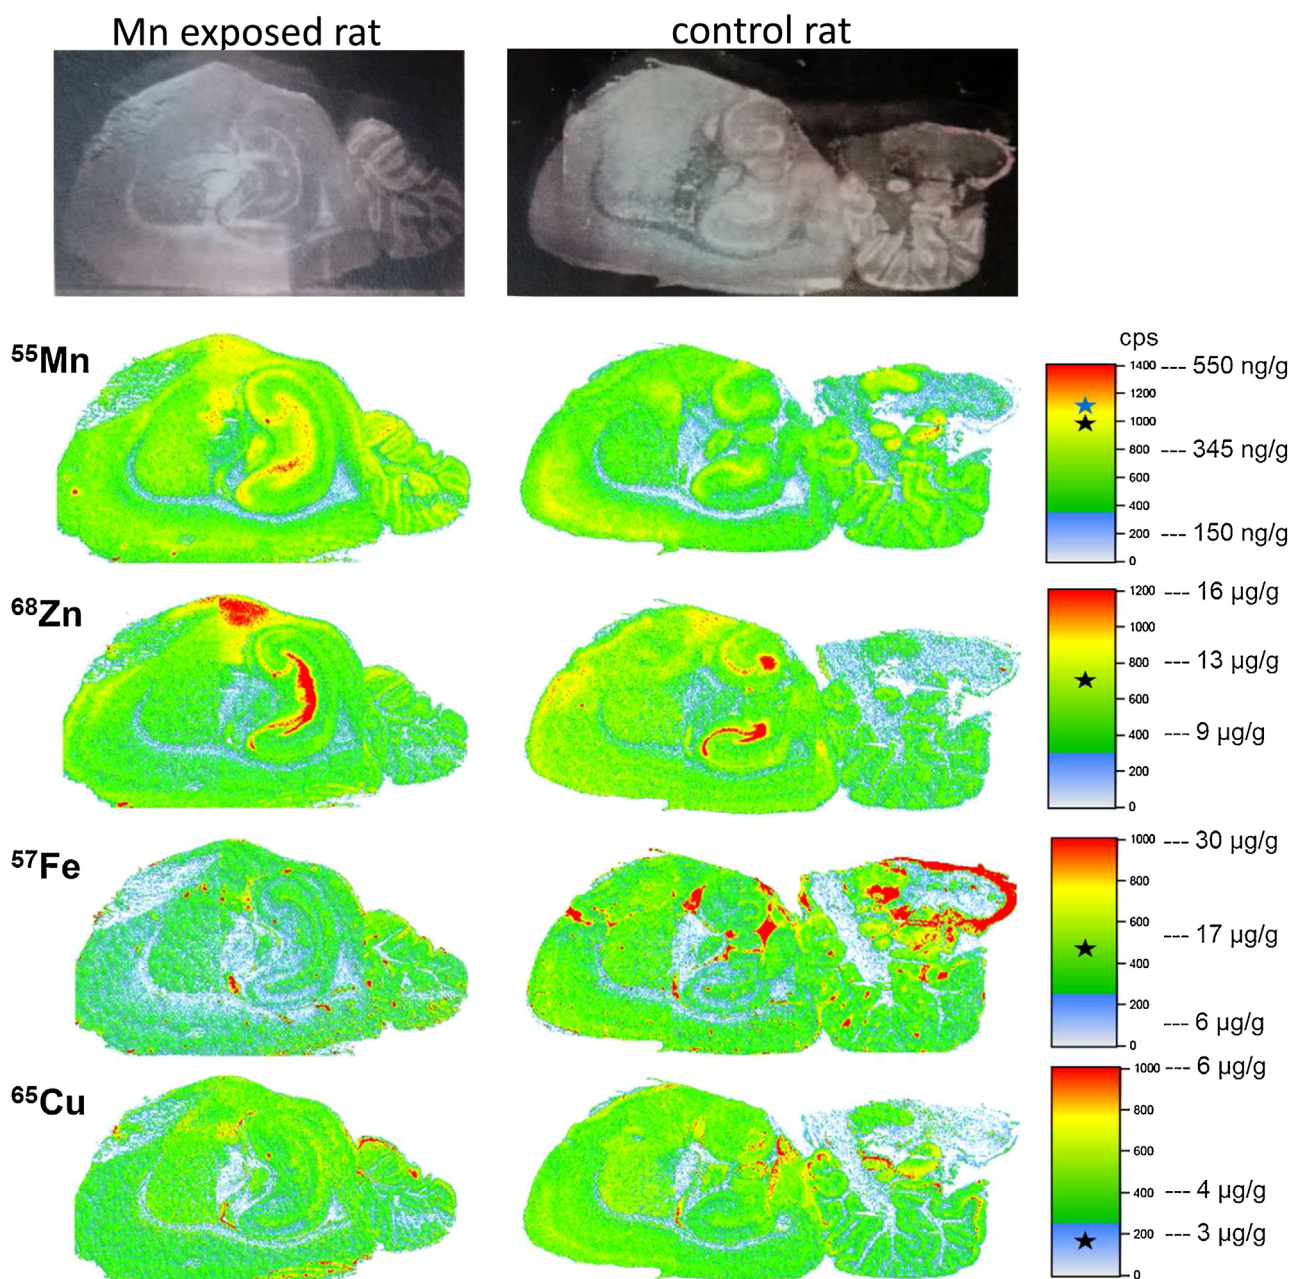 Mn exposed rat
control rat
55Mn
cps
1400 --- 550 ng/g
1200
1000
800 --- 345 ng/g
600
400
200 --- 150 ng/g
0
68Zn
1200 --- 16 µg/g
1000
800 --- 13 µg/g
600
400 --- 9 µg/g
200
0
57Fe
1000 --- 30 µg/g
800
600 --- 17 µg/g
400
200 --- 6 µg/g
0
65Cu
1000 --- 6 µg/g
800
600
400 --- 4 µg/g
200 --- 3 µg/g
0